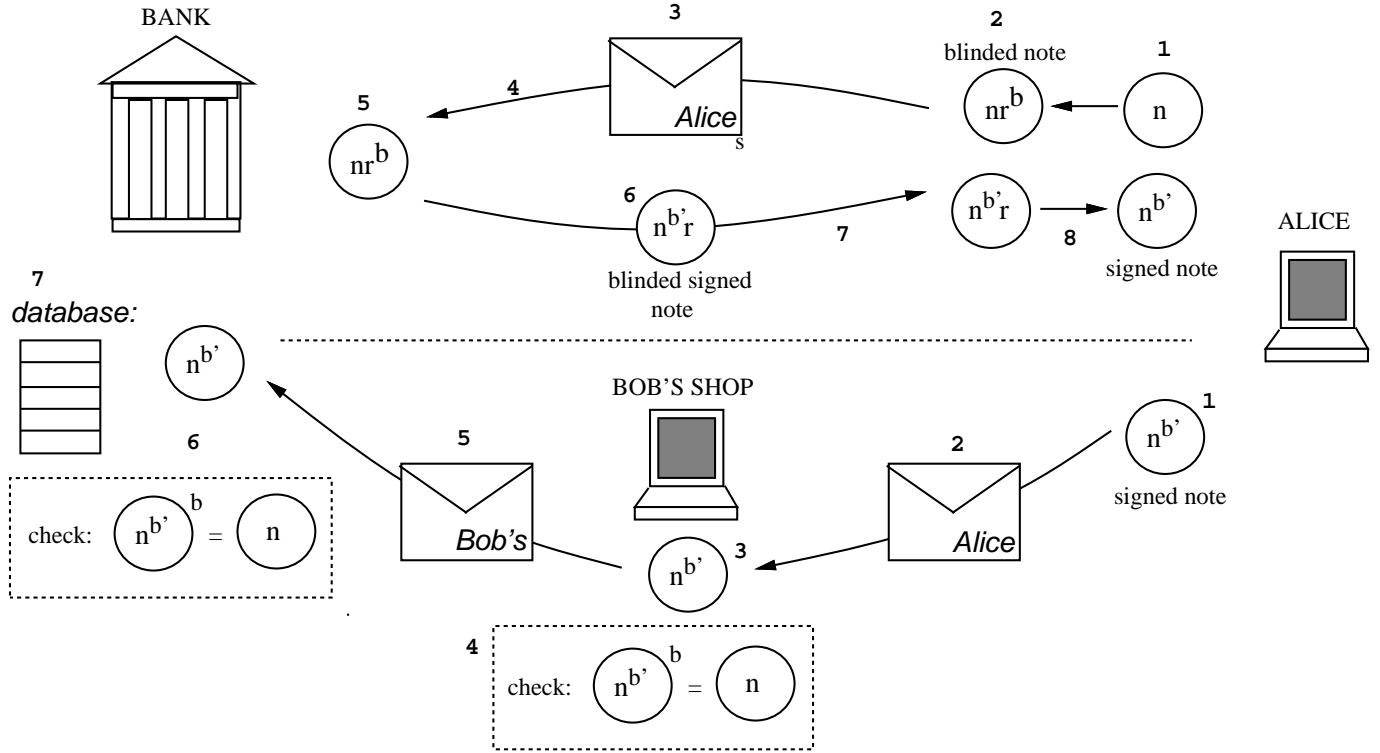 BANK
3
2
blinded note
1
4
5
Alice
s
nr^b
n
nr^b
6
n^b' r
7
n^b' r
8
n^b'
blinded signed
note
signed note
ALICE
7
database:
n^b'
BOB'S SHOP
1
n^b'
signed note
6
5
2
check: n^b' b = n
Bob's
Alice
n^b'
3
4
check: n^b' b = n